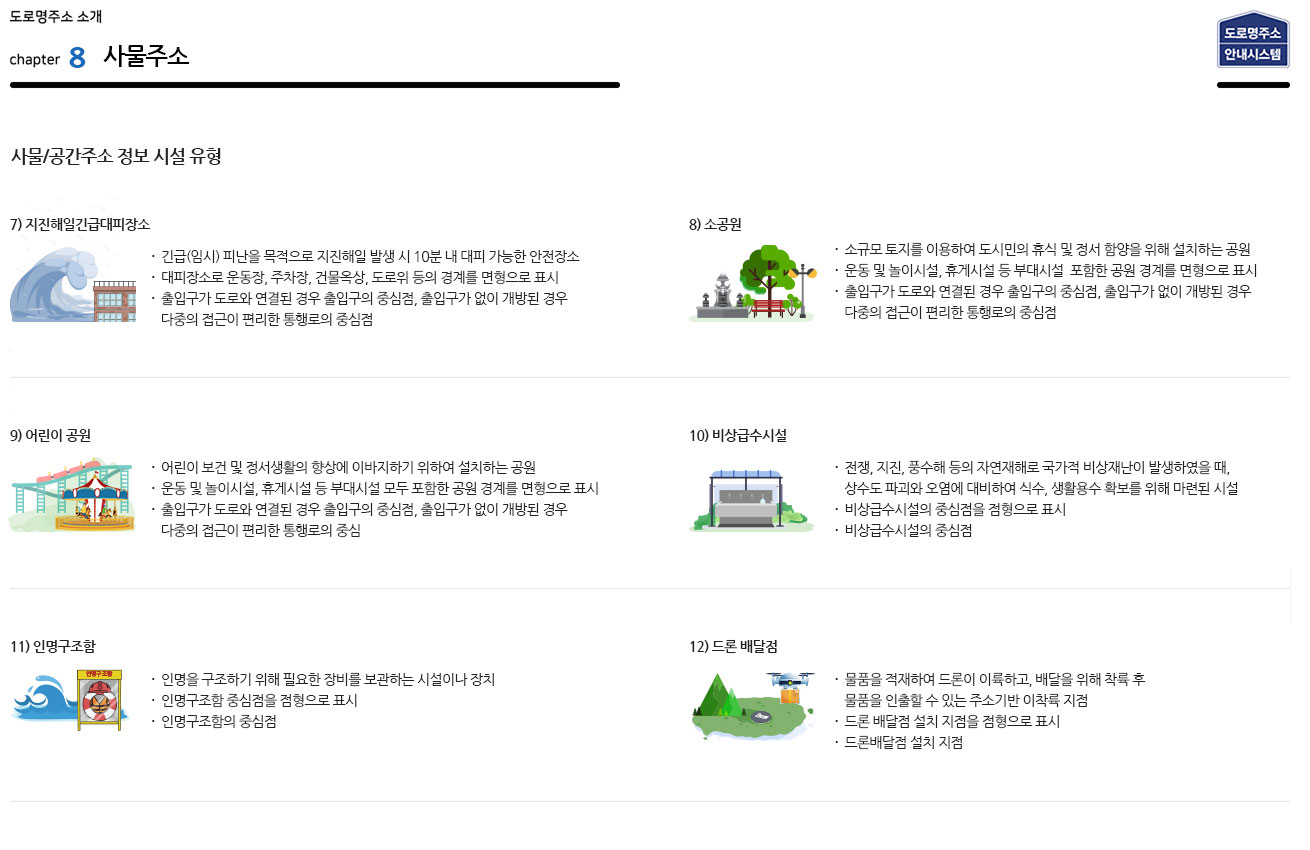 도로명주소 소개
chapter 8 사물주소
도로명주소
안내시스템
사물/공간주소 정보 시설 유형
7) 지진해일긴급대피장소
· 긴급(임시) 피난을 목적으로 지진해일 발생 시 10분 내 대피 가능한 안전장소
· 대피장소로 운동장, 주차장, 건물옥상, 도로위 등의 경계를 면형으로 표시
· 출입구가 도로와 연결된 경우 출입구의 중심점, 출입구가 없이 개방된 경우
다중의 접근이 편리한 통행로의 중심점
8) 소공원
· 소규모 토지를 이용하여 도시민의 휴식 및 정서 함양을 위해 설치하는 공원
· 운동 및 놀이시설, 휴게시설 등 부대시설  포함한 공원 경계를 면형으로 표시
· 출입구가 도로와 연결된 경우 출입구의 중심점, 출입구가 없이 개방된 경우
다중의 접근이 편리한 통행로의 중심점
9) 어린이 공원
· 어린이 보건 및 정서생활의 향상에 이바지하기 위하여 설치하는 공원
· 운동 및 놀이시설, 휴게시설 등 부대시설 모두 포함한 공원 경계를 면형으로 표시
· 출입구가 도로와 연결된 경우 출입구의 중심점, 출입구가 없이 개방된 경우
다중의 접근이 편리한 통행로의 중심
10) 비상급수시설
· 전쟁, 지진, 풍수해 등의 자연재해로 국가적 비상재난이 발생하였을 때,
상수도 파괴와 오염에 대비하여 식수, 생활용수 확보를 위해 마련된 시설
· 비상급수시설의 중심점을 점형으로 표시
· 비상급수시설의 중심점
11) 인명구조함
인명구조함
· 인명을 구조하기 위해 필요한 장비를 보관하는 시설이나 장치
· 인명구조함 중심점을 점형으로 표시
· 인명구조함의 중심점
12) 드론 배달점
· 물품을 적재하여 드론이 이륙하고, 배달을 위해 착륙 후
물품을 인출할 수 있는 주소기반 이착륙 지점
· 드론 배달점 설치 지점을 점형으로 표시
· 드론배달점 설치 지점